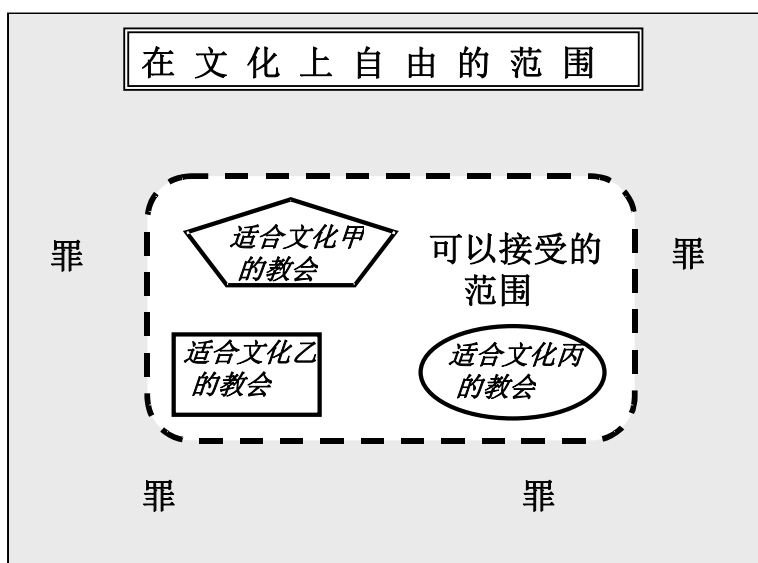 在文化上自由的范围
适合文化甲
的教会
可以接受的
范围
罪
罪
适合文化乙
的教会
适合文化丙
的教会
罪
罪